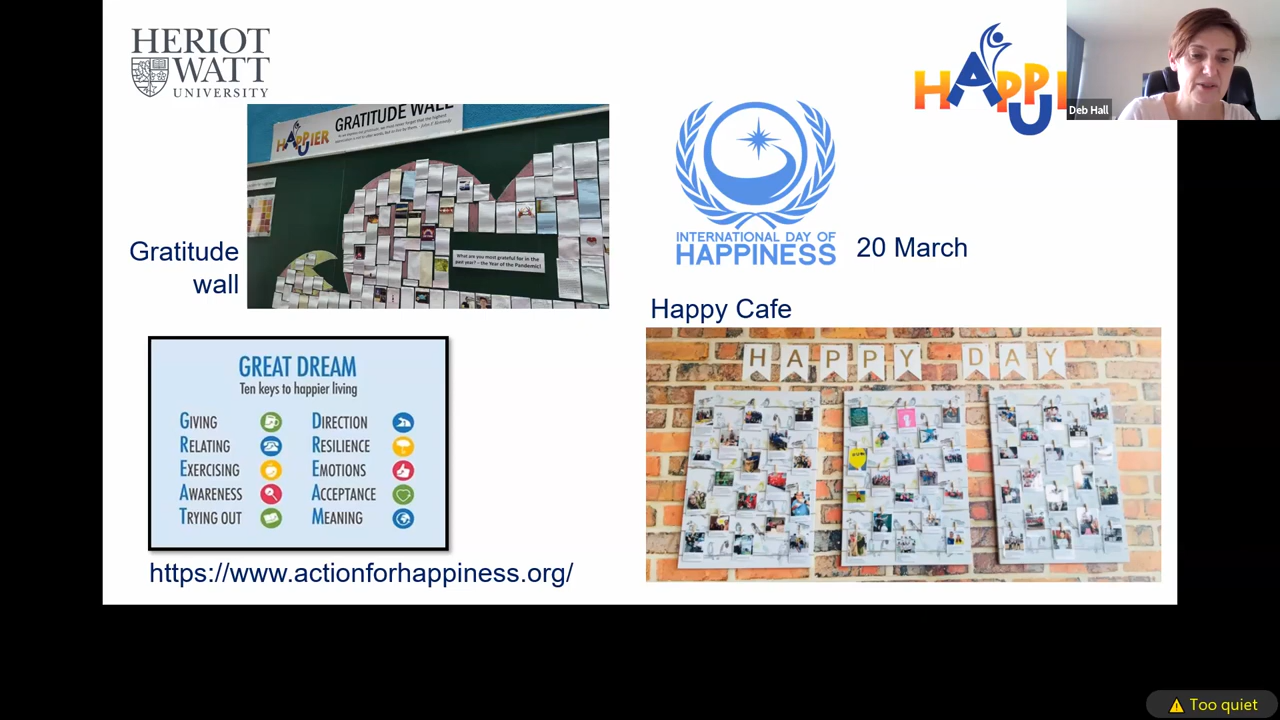 HERIOT
WATT
UNIVERSITY
HAPPI
U
Deb Hall
HAPPIER
U
GRATITUDE WALL
Gratitude
wall
What are you most grateful for in the
past year? – the Year of the Pandemic!
INTERNATIONAL DAY OF
HAPPINESS
20 March
Happy Cafe
HAPPY DAY
GREAT DREAM
Ten keys to happier living
GIVING DIRECTION
RELATING RESILIENCE
EXERCISING EMOTIONS
AWARENESS ACCEPTANCE
TRYING OUT MEANING
https://www.actionforhappiness.org/
Too quiet